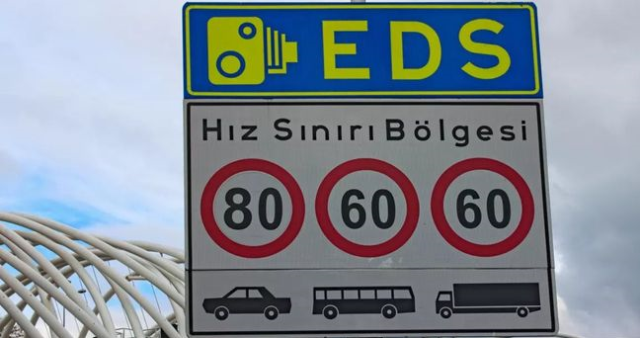 EDS
Hız Sınırı Bölgesi
80 60 60